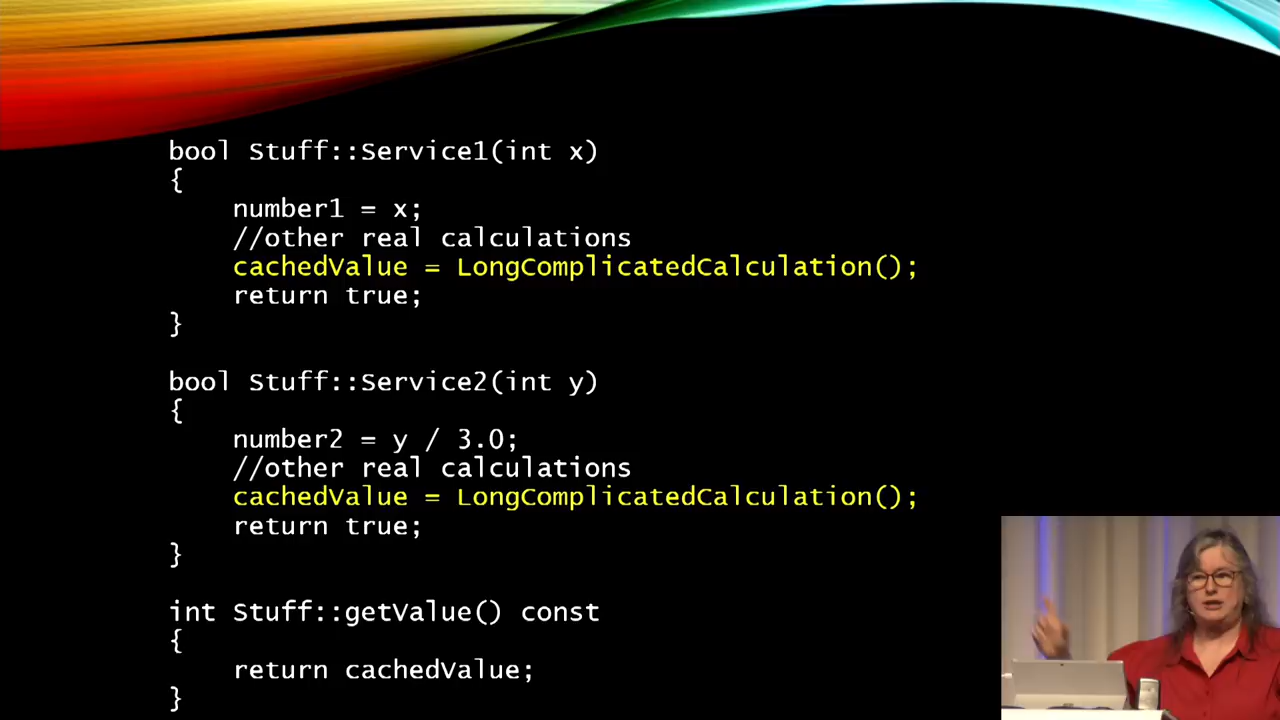 bool Stuff::Service1(int x)
{
    number1 = x;
    //other real calculations
    cachedValue = LongComplicatedCalculation();
    return true;
}
bool Stuff::Service2(int y)
{
    number2 = y / 3.0;
    //other real calculations
    cachedValue = LongComplicatedCalculation();
    return true;
}
int Stuff::getValue() const
{
    return cachedValue;
}